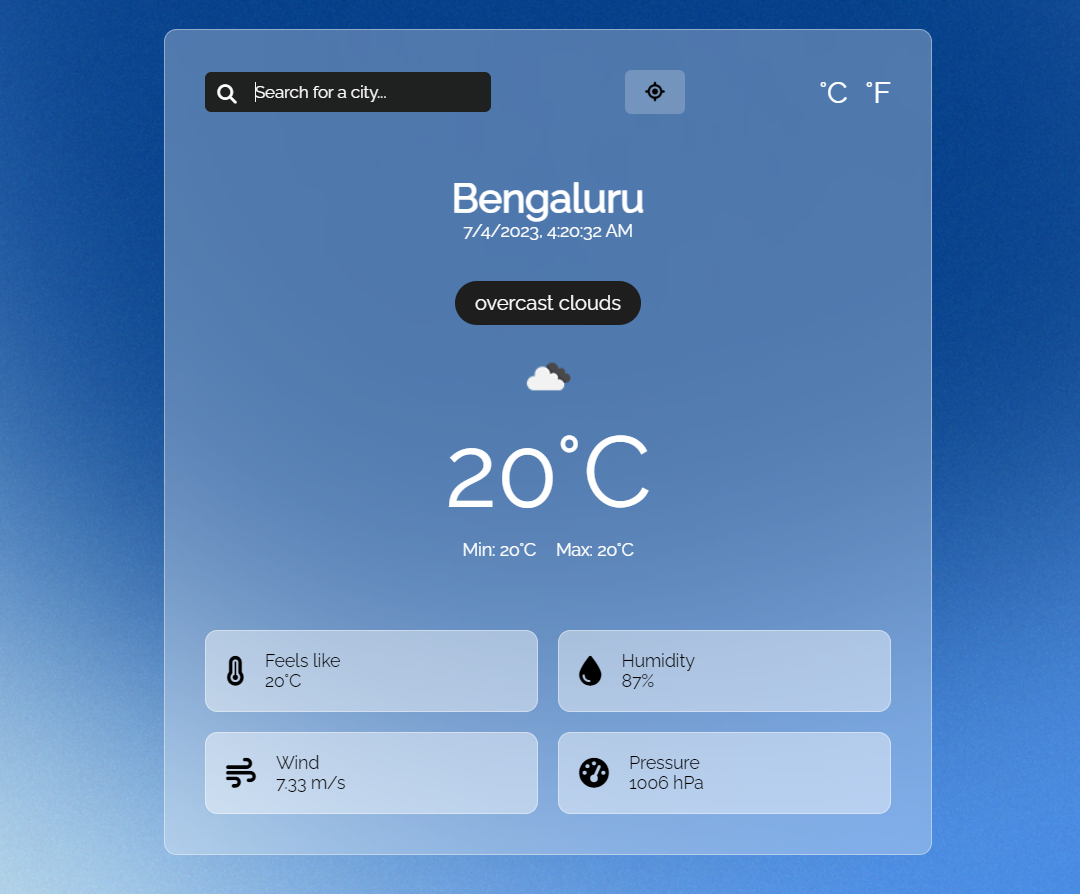 Search for a city...
°C °F
Bengaluru
7/4/2023, 4:20:32 AM
overcast clouds
20°C
Min: 20°C Max: 20°C
Feels like
20°C
Humidity
87%
Wind
7.33 m/s
Pressure
1006 hPa